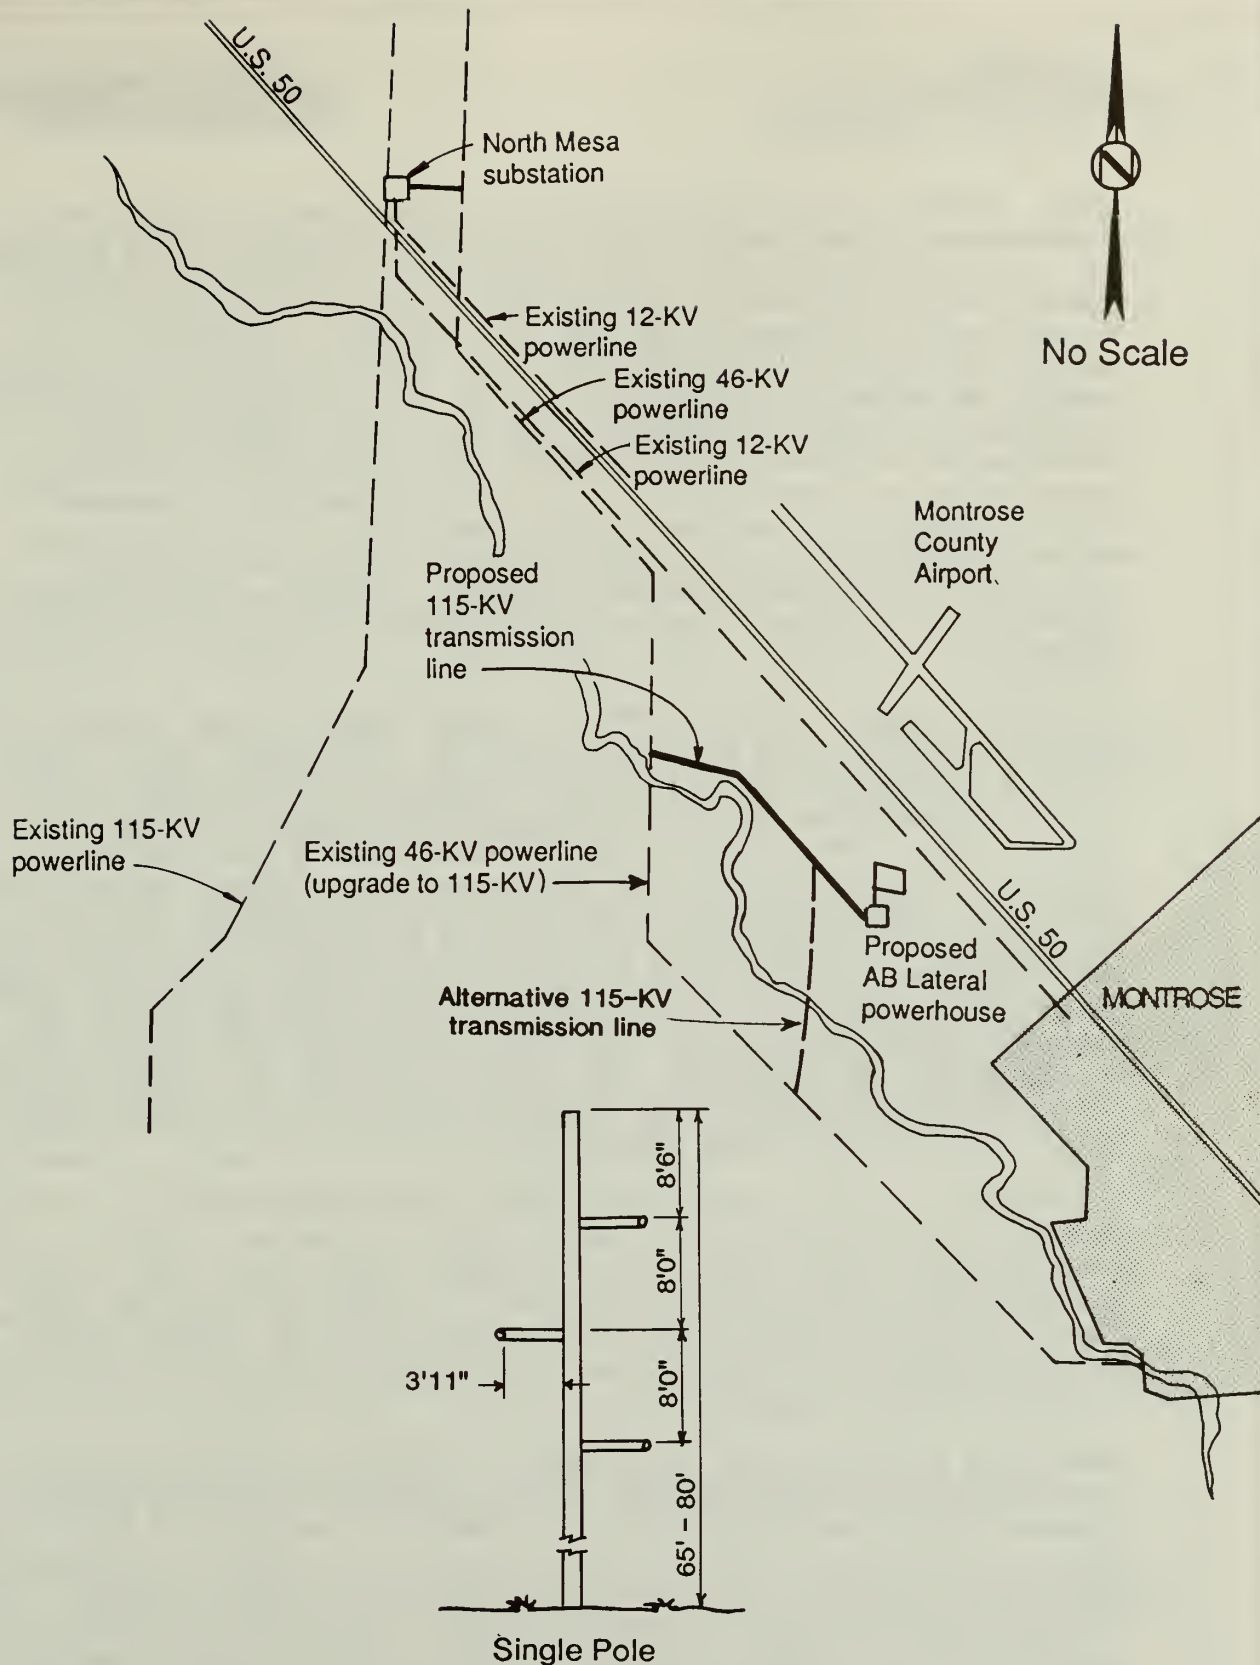 U.S. 50
North Mesa
substation
N
No Scale
Existing 12-KV
powerline
Existing 46-KV
powerline
Existing 12-KV
powerline
Montrose
County
Airport
Proposed
115-KV
transmission
line
Existing 115-KV
powerline
Existing 46-KV powerline
(upgrade to 115-KV)
U.S. 50
Proposed
AB Lateral
powerhouse
MONTROSE
Alternative 115-KV
transmission line
8'6"
8'0"
3'11"
8'0"
65' - 80'
Single Pole